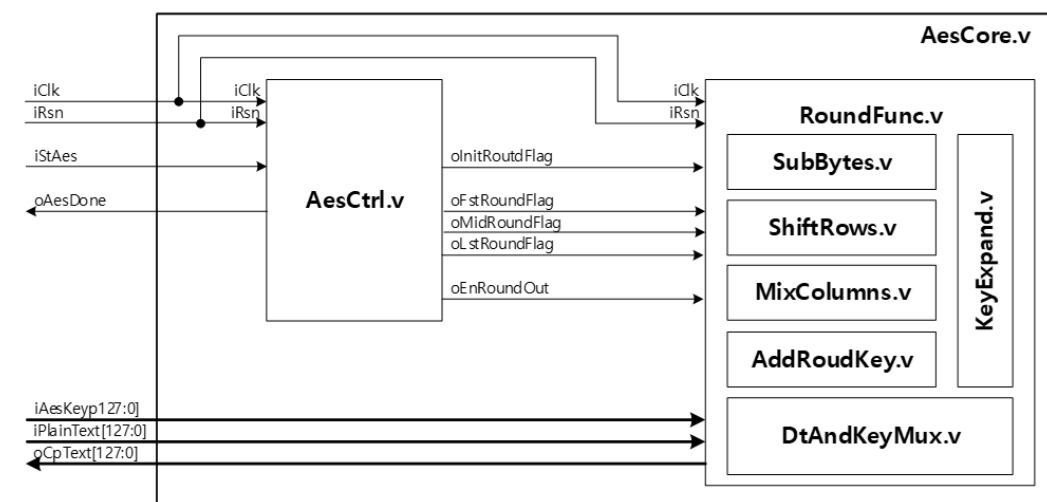 AesCore.v
iClk
iRsn
iStAes
oAesDone
iClk
iRsn
AesCtrl.v
oInitRoutdFlag
oFstRoundFlag
oMidRoundFlag
oLstRoundFlag
oEnRoundOut
iClk
iRsn
RoundFunc.v
SubBytes.v
ShiftRows.v
MixColumns.v
AddRoudKey.v
KeyExpand.v
DtAndKeyMux.v
iAesKeyp127:0]
iPlainText[127:0]
oCpText[127:0]